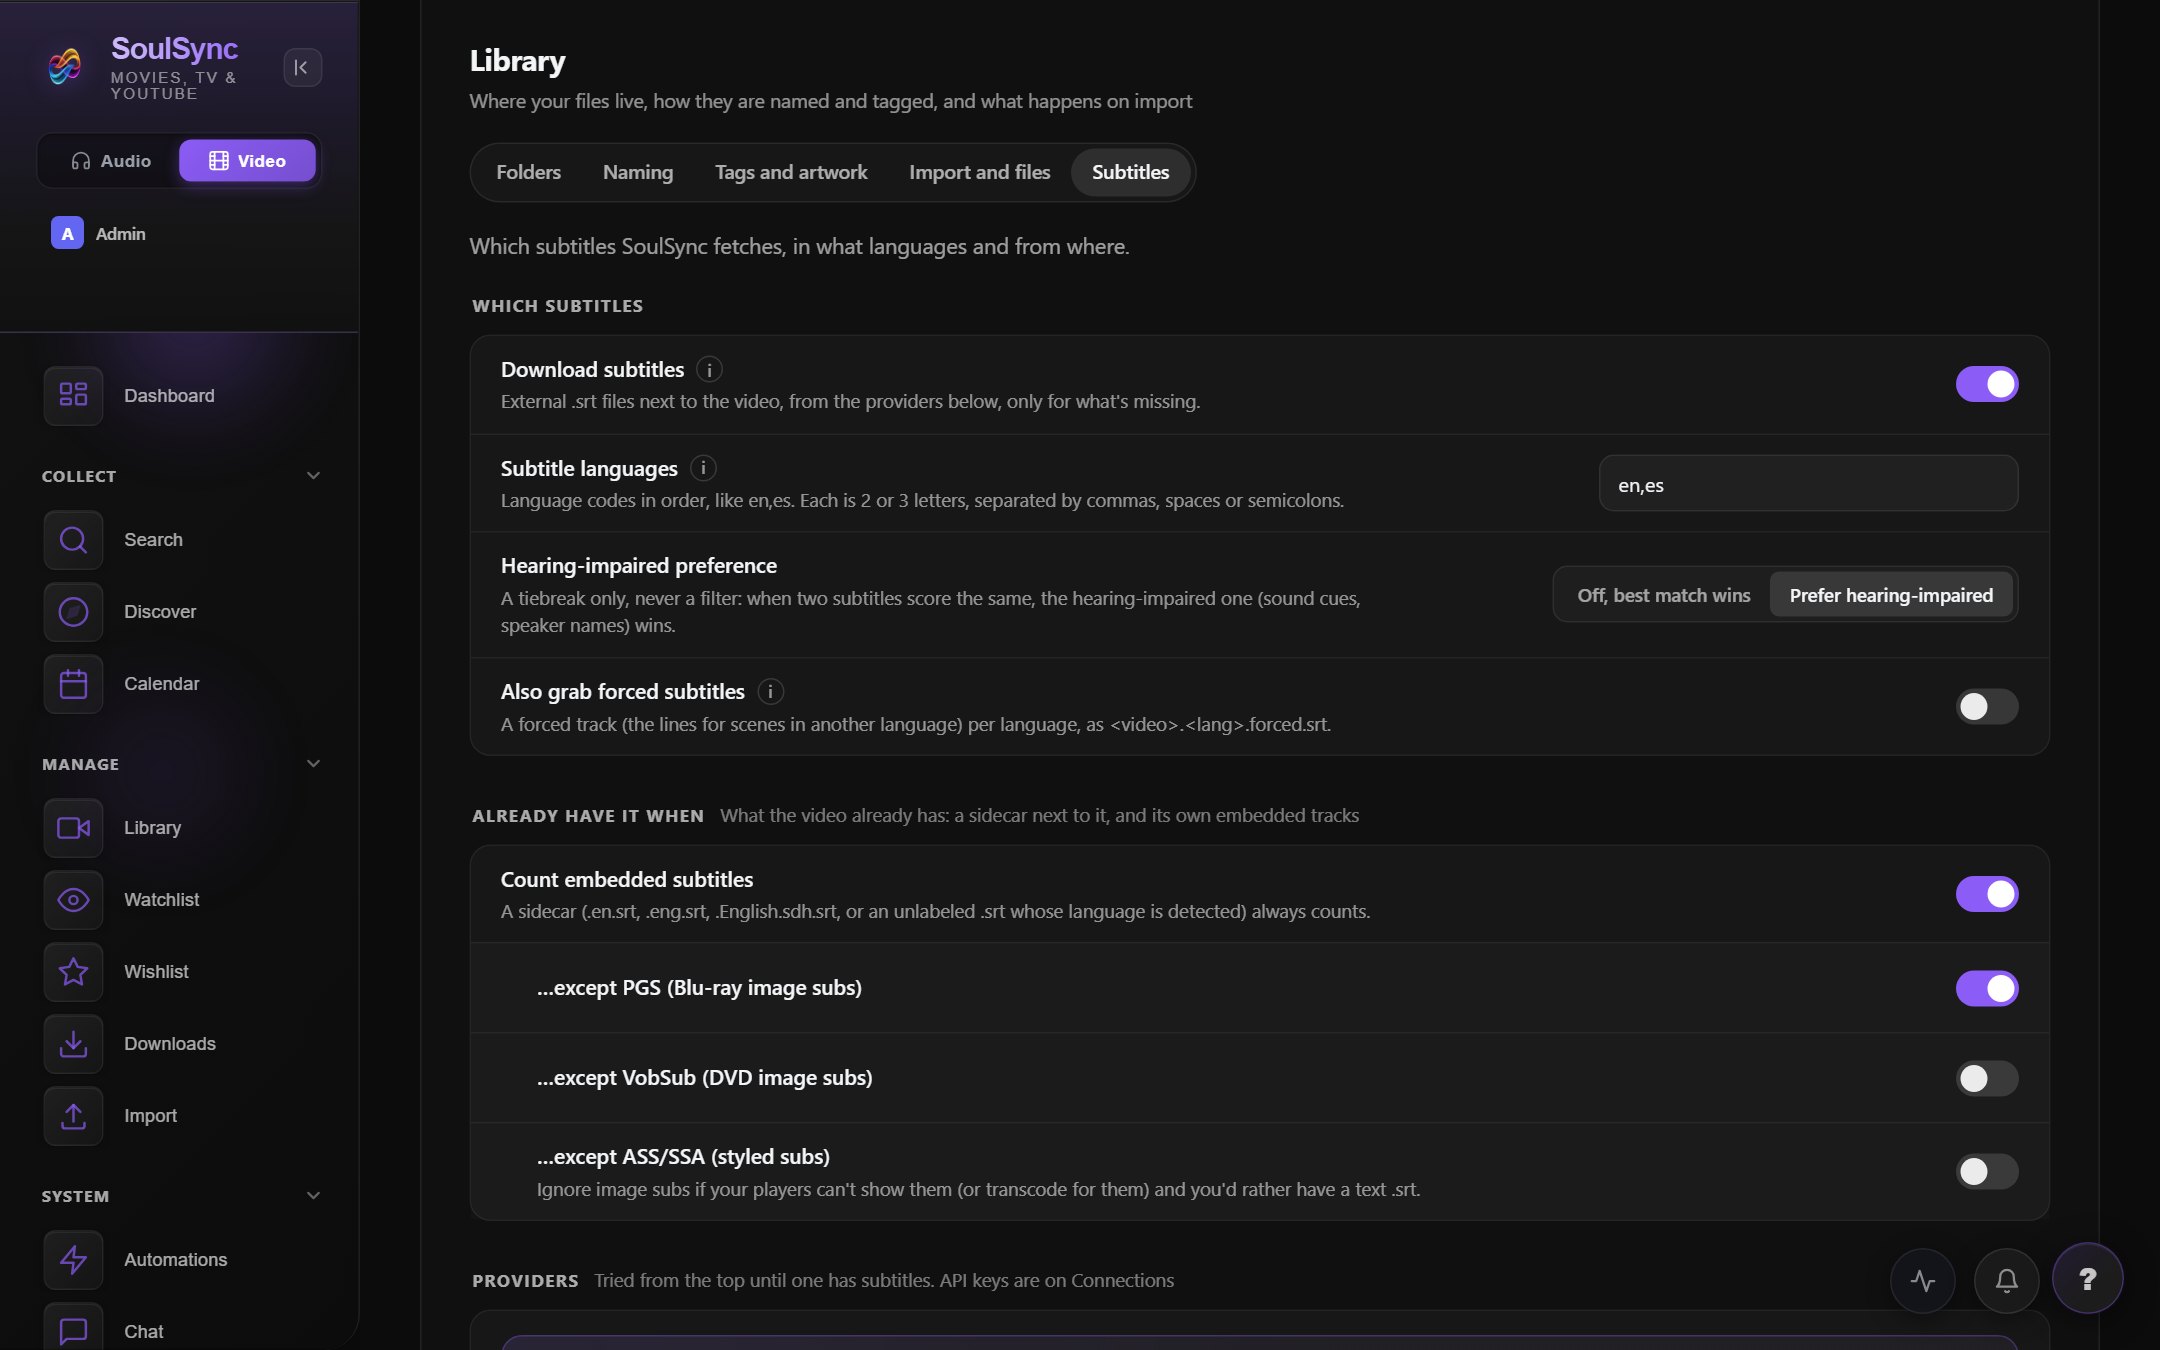 SoulSync
MOVIES, TV &
YOUTUBE
Audio
Video
A
Admin
Dashboard
COLLECT
Search
Discover
Calendar
MANAGE
Library
Watchlist
Wishlist
Downloads
Import
SYSTEM
Automations
Chat
Library
Where your files live, how they are named and tagged, and what happens on import
Folders
Naming
Tags and artwork
Import and files
Subtitles
Which subtitles SoulSync fetches, in what languages and from where.
WHICH SUBTITLES
Download subtitles i
External .srt files next to the video, from the providers below, only for what's missing.
Subtitle languages i
Language codes in order, like en,es. Each is 2 or 3 letters, separated by commas, spaces or semicolons.
en,es
Hearing-impaired preference
A tiebreak only, never a filter: when two subtitles score the same, the hearing-impaired one (sound cues,
speaker names) wins.
Off, best match wins
Prefer hearing-impaired
Also grab forced subtitles i
A forced track (the lines for scenes in another language) per language, as <video>.<lang>.forced.srt.
ALREADY HAVE IT WHEN What the video already has: a sidecar next to it, and its own embedded tracks
Count embedded subtitles
A sidecar (.en.srt, .eng.srt, .English.sdh.srt, or an unlabeled .srt whose language is detected) always counts.
...except PGS (Blu-ray image subs)
...except VobSub (DVD image subs)
...except ASS/SSA (styled subs)
Ignore image subs if your players can't show them (or transcode for them) and you'd rather have a text .srt.
PROVIDERS Tried from the top until one has subtitles. API keys are on Connections
?